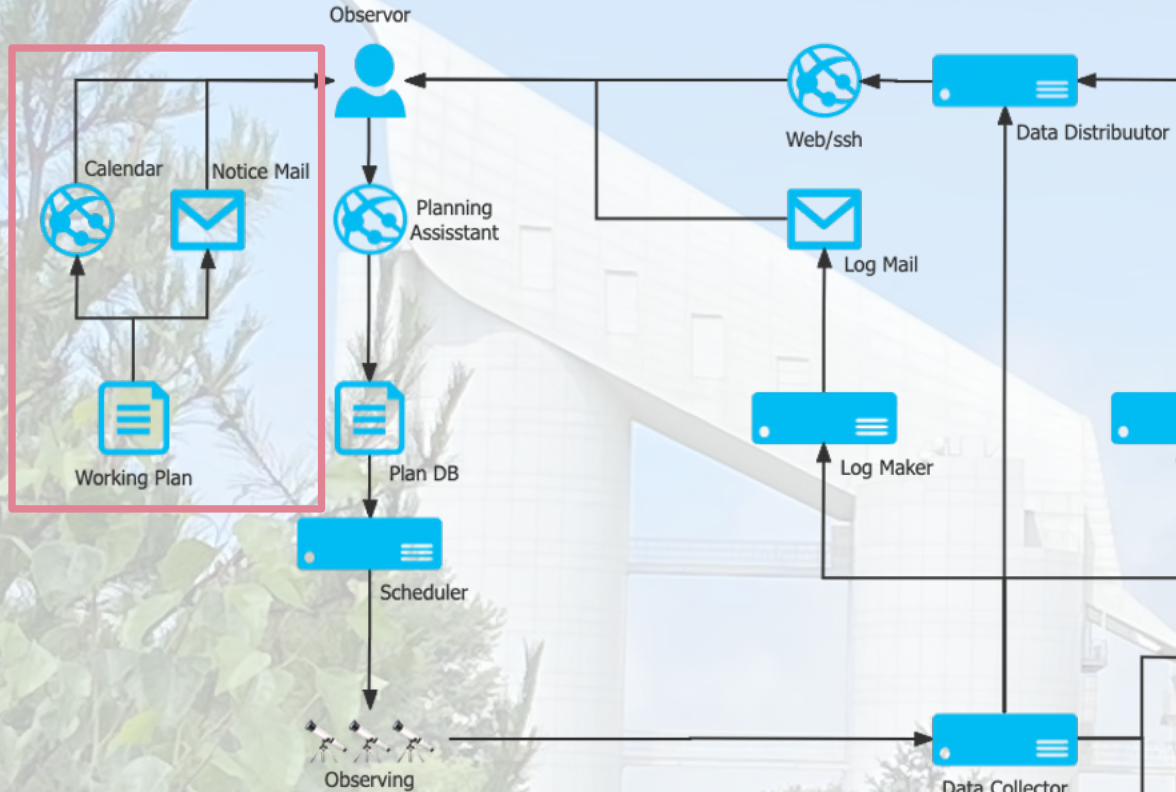 Observor
Calendar
Notice Mail
Web/ssh
Data Distribuutor
Planning
Assisstant
Log Mail
Working Plan
Plan DB
Log Maker
Scheduler
Observing
Data Collector